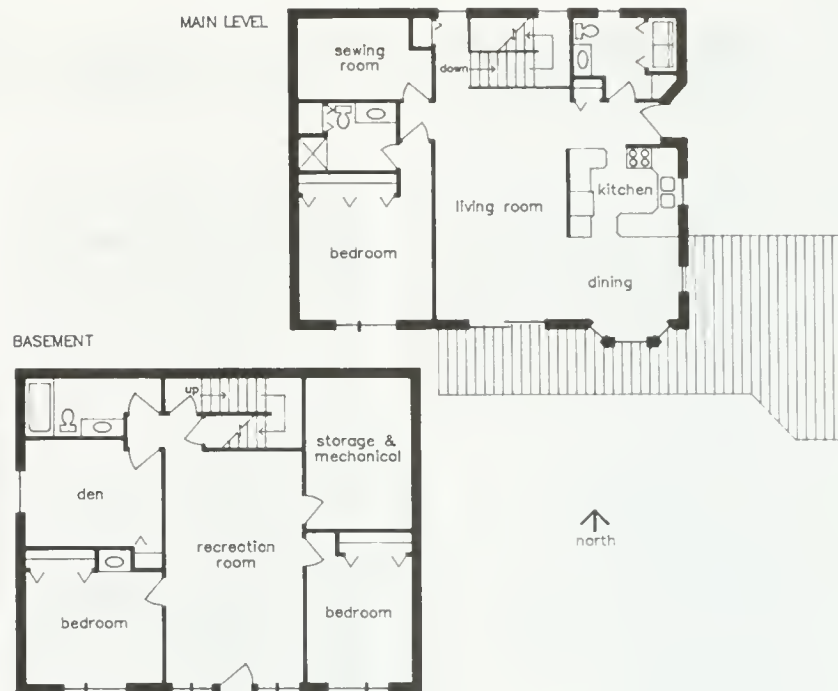 MAIN LEVEL
sewing
room
down
kitchen
living room
bedroom
dining
BASEMENT
up
storage &
mechanical
den
recreation
room
north
bedroom
bedroom